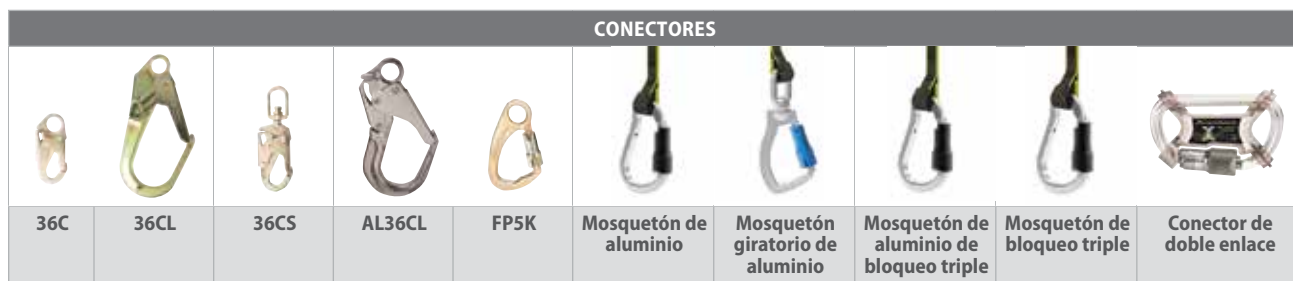 CONECTORES
36C
36CL
36CS
AL36CL
FP5K
Mosquetón de
aluminio
Mosquetón
giratorio de
aluminio
Mosquetón de
aluminio de
bloqueo triple
Mosquetón de
bloqueo triple
Conector de
doble enlace